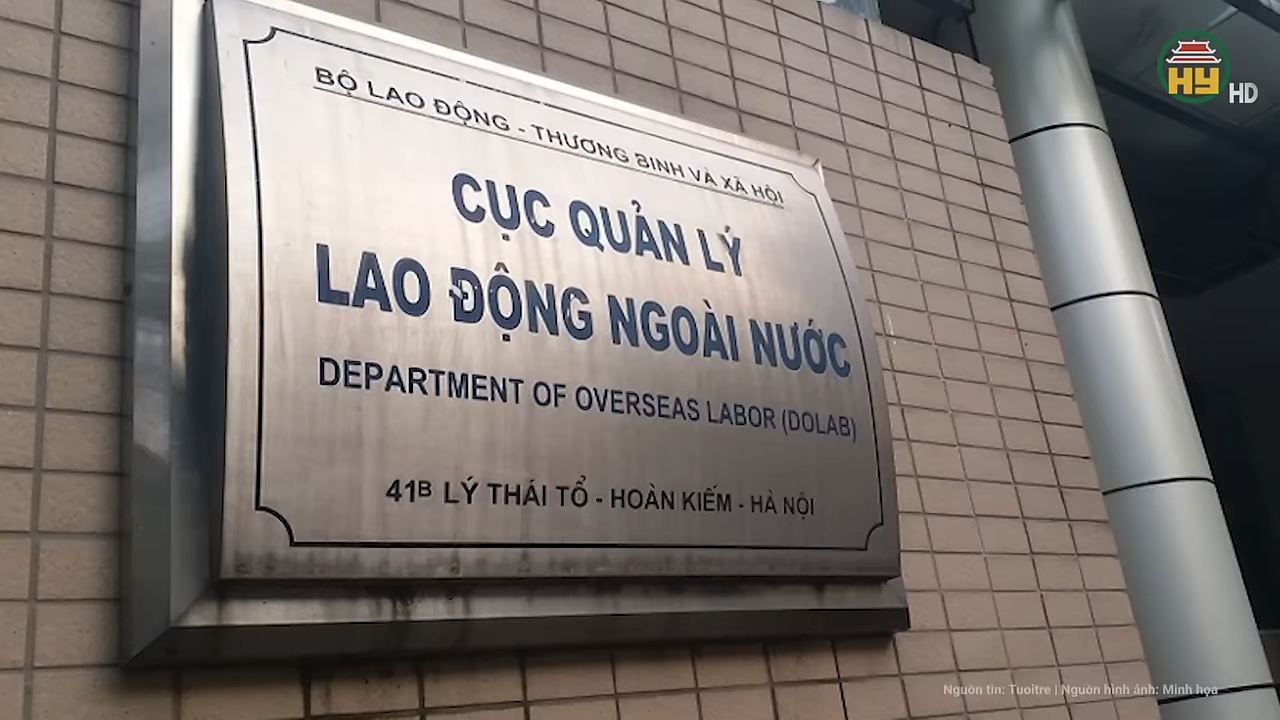 BỘ LAO ĐỘNG - THƯƠNG BINH VÀ XÃ HỘI
CỤC QUẢN LÝ
LAO ĐỘNG NGOÀI NƯỚC
DEPARTMENT OF OVERSEAS LABOR (DOLAB)
41B LÝ THÁI TỔ - HOÀN KIẾM - HÀ NỘI
HY HD
Nguồn tin: Tuoitre | Nguồn hình ảnh: Minh họa